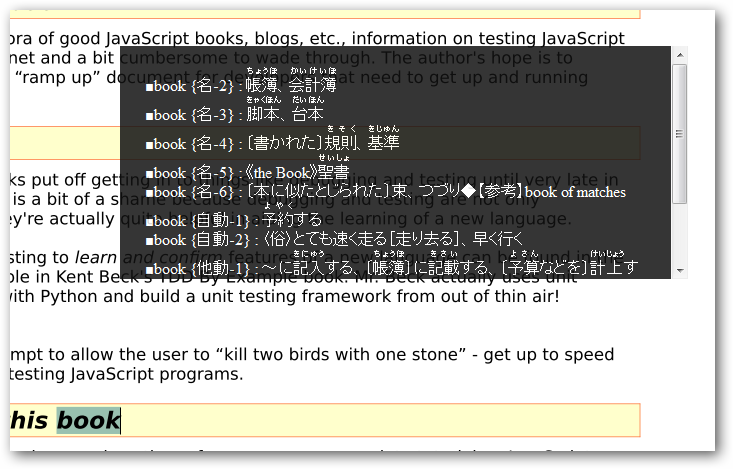 ora of good JavaScript books, blogs, etc., information on testing JavaScript
net and a bit cumbersome to wade through. The author's hope is to
"ramp up" document for that need to get up and running
■book {名-2} : 帳簿、会計簿
■book {名-3} : 脚本、台本
■book {名-4} : 〔書かれた〕規則、基準
■book {名-5} : 《the Book》聖書
■book {名-6} : 〔本に似たとじられた〕束、つづり◆【参考】book of matches
■book {自動-1} : 予約する
■book {自動-2} : 〈俗〉とても速く走る［走り去る］、早く行く
■book {他動-1} : ～に記入する、〔帳簿〕に記載する、〔予算などを〕計上す
ks put off getting in and testing until very late in
is a bit of a shame because debugging and testing are not only
ey're actually learning of a new language.
sting to learn and confirm features
ole in Kent Beck's TDD By Example book. Mr. Beck actually uses unit
with Python and build a unit testing framework from out of thin air!
mpt to allow the user to "kill two birds with one stone" - get up to speed
testing JavaScript programs.
his book